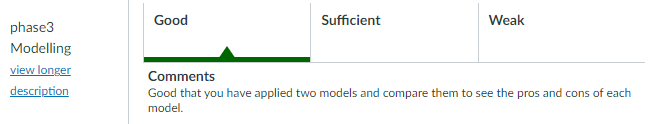 phase3
Modelling
view longer
description
Good
Sufficient
Weak
Comments
Good that you have applied two models and compare them to see the pros and cons of each
model.